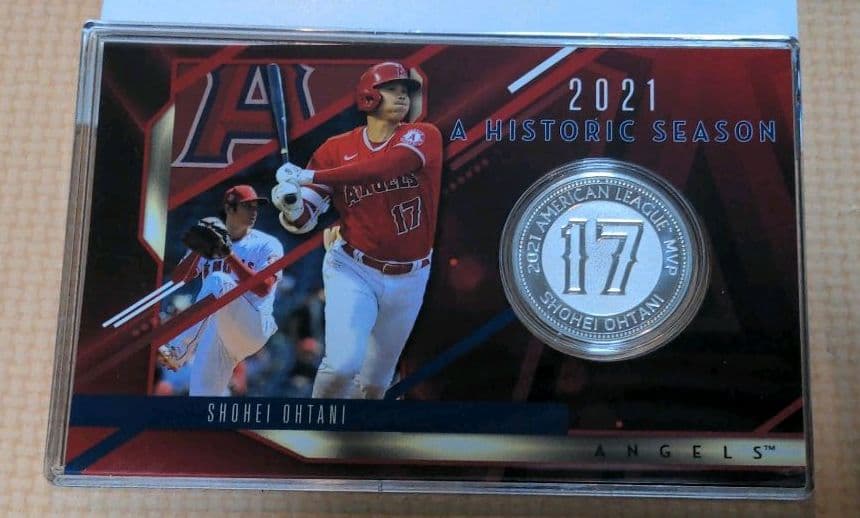 2021
A HISTORIC SEASON
A
ANGELS
17
2021 AMERICAN LEAGUE MVP
17
SHOHEI OHTANI
SHOHEI OHTANI
ANGELS™